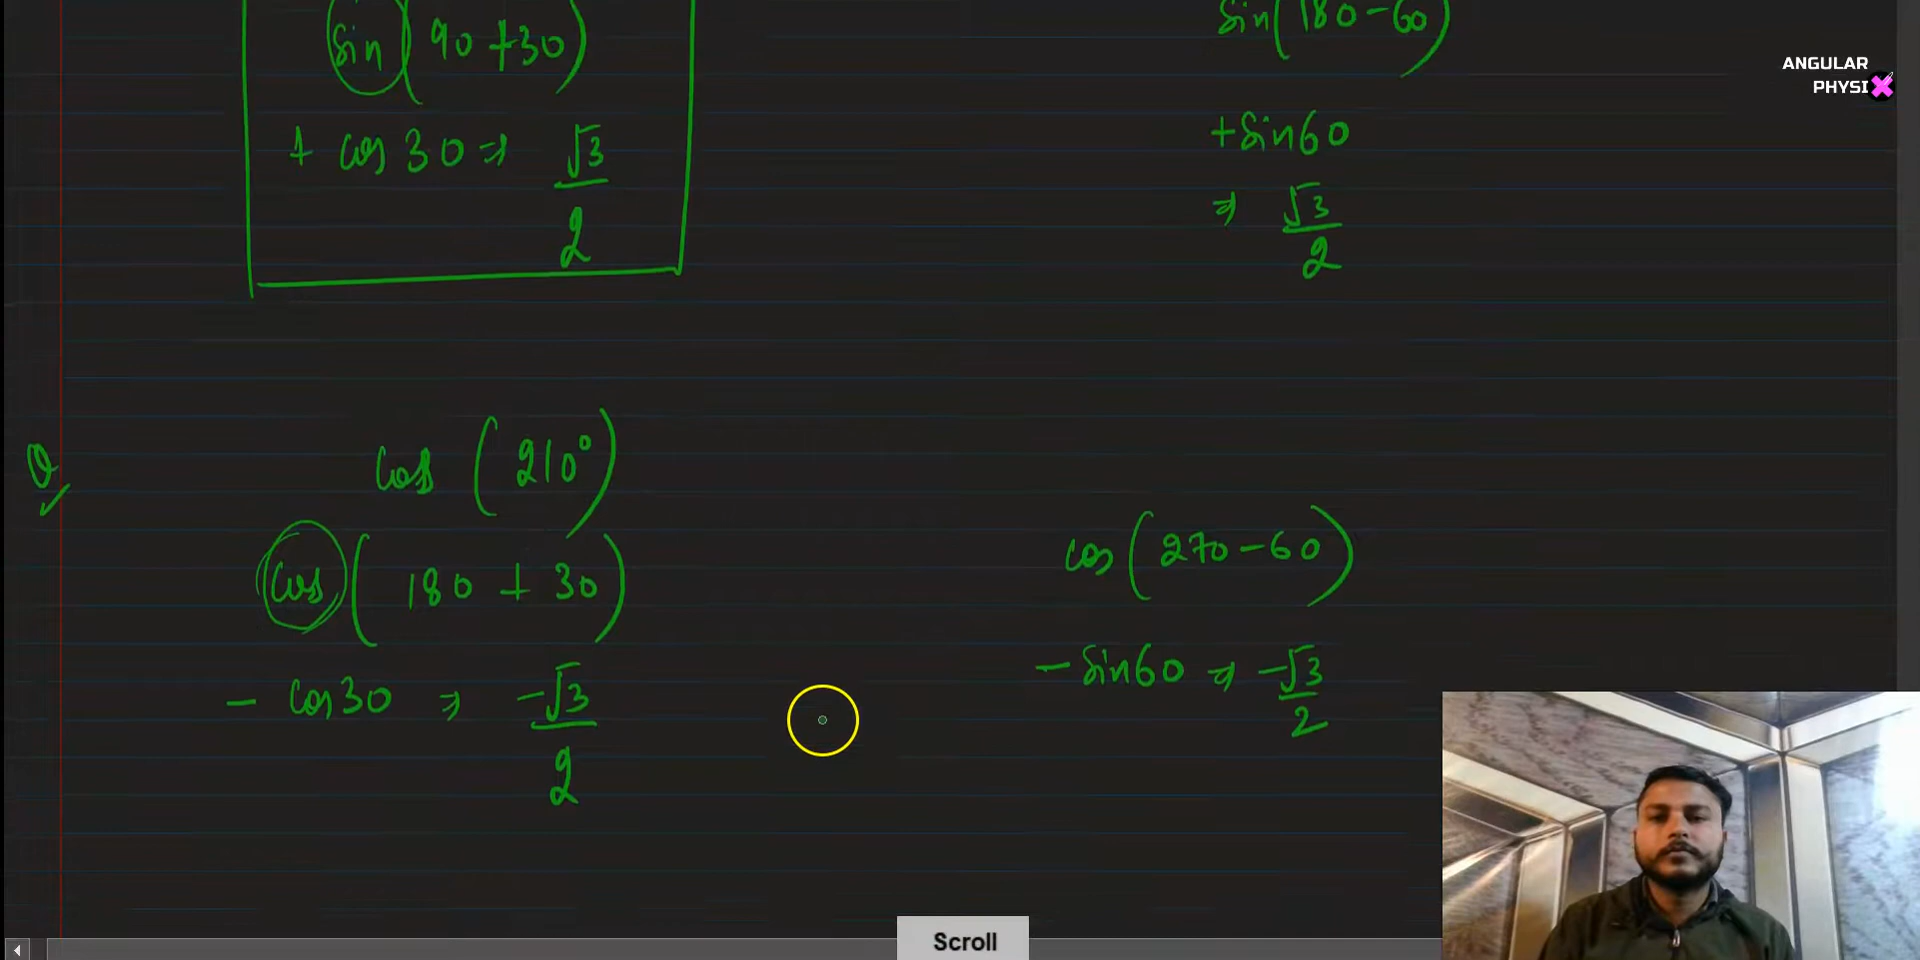 sin(90+30)
+ cos 30 ⇒ √3/2
sin(180-60)
+sin60
⇒ √3/2
ANGULAR
PHYSI
Q
cos (210°)
cos (180 + 30)
- cos30 ⇒ -√3/2
cos(270-60)
- sin60 ⇒ -√3/2
Scroll